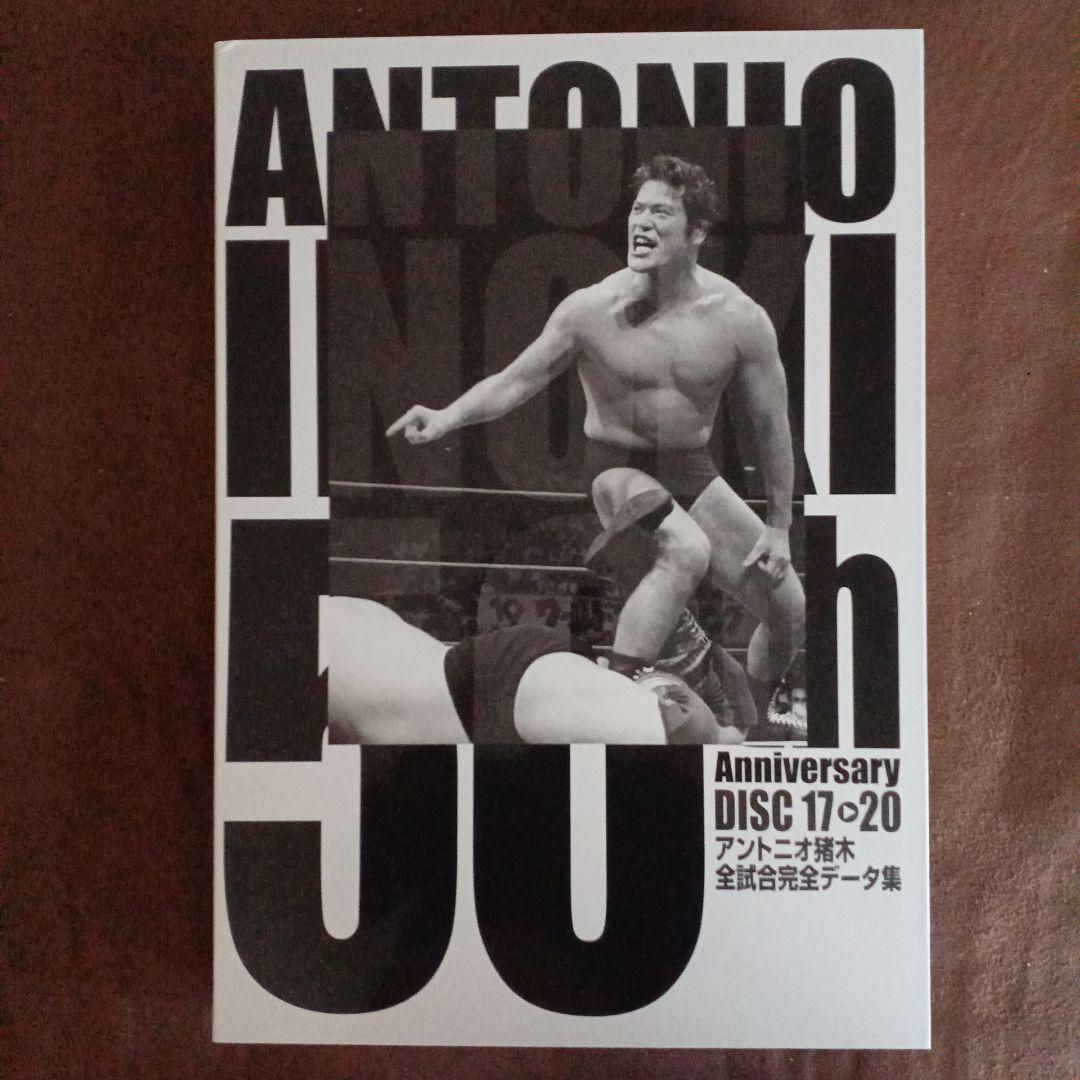 ANTONIO
INOKI
50th
Anniversary
DISC 17▶20
アントニオ猪木
全試合完全データ集